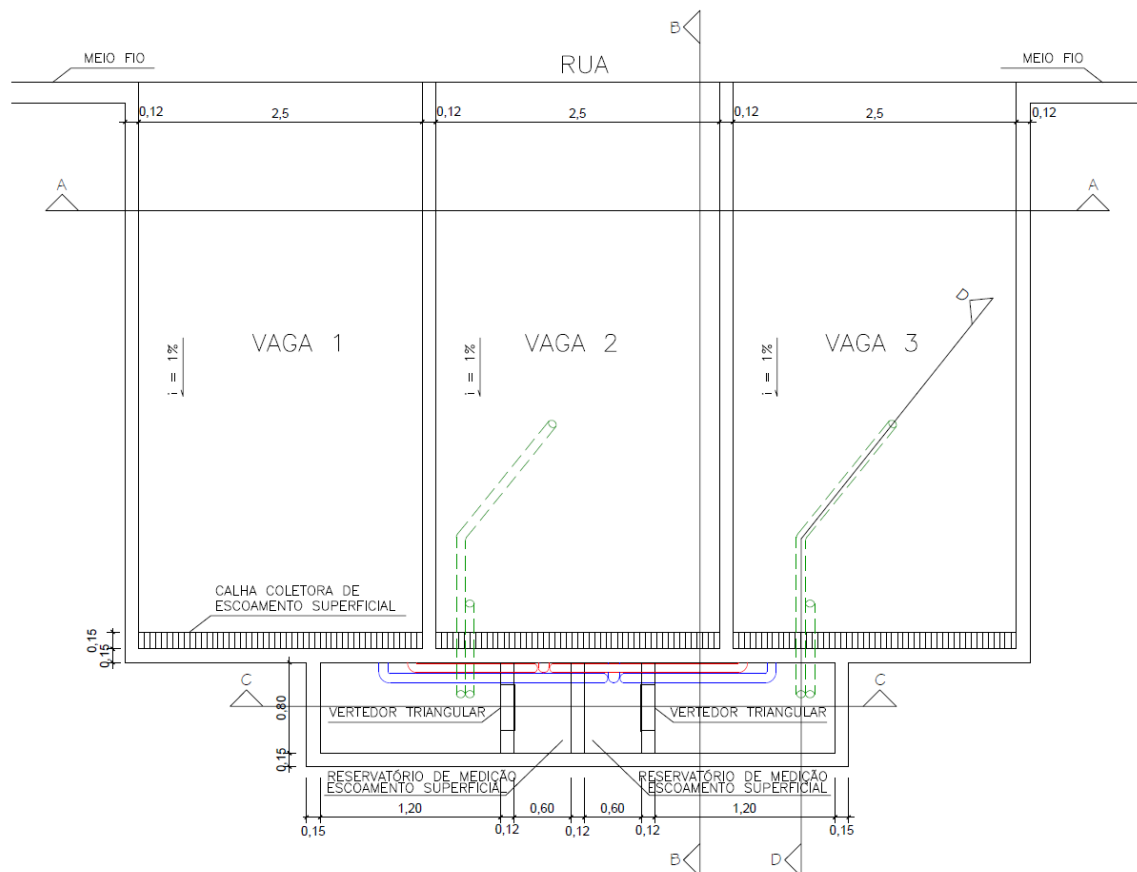 B
MEIO FIO
RUA
MEIO FIO
0,12
2,5
0,12
2,5
0,12
2,5
0,12
A
A
D
VAGA 1
VAGA 2
VAGA 3
i = 1%
i = 1%
i = 1%
CALHA COLETORA DE
ESCOAMENTO SUPERFICIAL
0,15
0,15
C
C
0,80
VERTEDOR TRIANGULAR
VERTEDOR TRIANGULAR
0,15
RESERVATÓRIO DE MEDIÇÃO
ESCOAMENTO SUPERFICIAL
RESERVATÓRIO DE MEDIÇÃO
ESCOAMENTO SUPERFICIAL
1,20
0,60
0,60
1,20
0,15
0,12
0,12
0,12
0,15
B
D